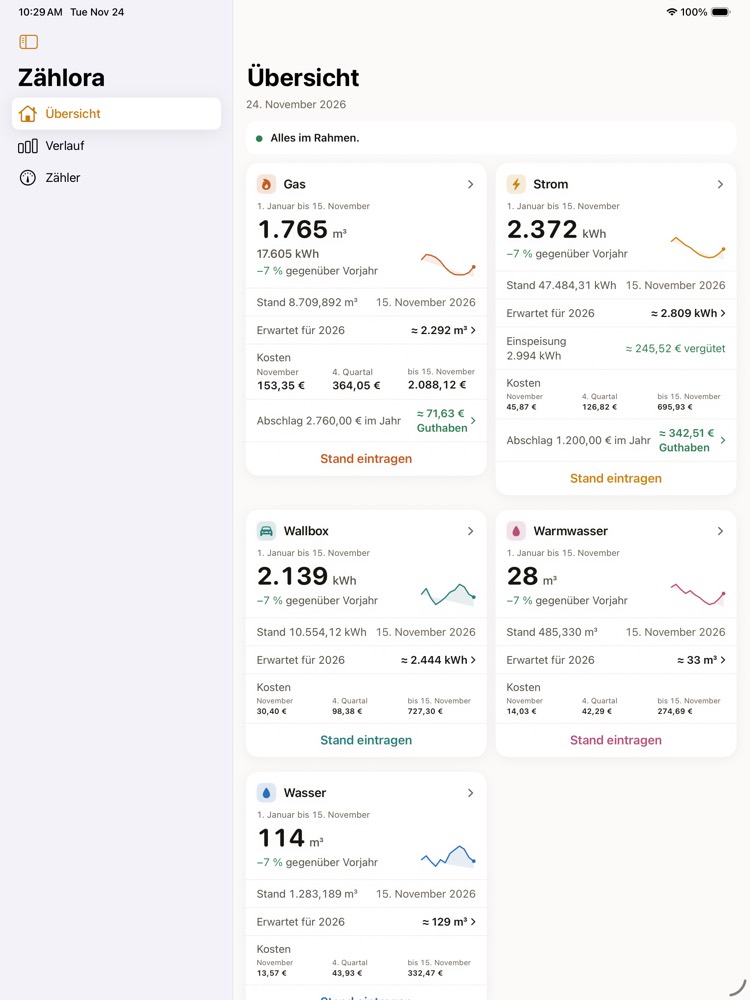 10:29 AM Tue Nov 24
100%
Zählora
Übersicht
Verlauf
Zähler
Übersicht
24. November 2026
Alles im Rahmen.
Gas
1. Januar bis 15. November
1.765 m³
17.605 kWh
−7 % gegenüber Vorjahr
Stand 8.709,892 m³ 15. November 2026
Erwartet für 2026 ≈ 2.292 m³
Kosten
November 4. Quartal bis 15. November
153,35 € 364,05 € 2.088,12 €
Abschlag 2.760,00 € im Jahr ≈ 71,63 €
Guthaben
Stand eintragen
Strom
1. Januar bis 15. November
2.372 kWh
−7 % gegenüber Vorjahr
Stand 47.484,31 kWh 15. November 2026
Erwartet für 2026 ≈ 2.809 kWh
Einspeisung
2.994 kWh ≈ 245,52 € vergütet
Kosten
November 4. Quartal bis 15. November
45,87 € 126,82 € 695,93 €
Abschlag 1.200,00 € im Jahr ≈ 342,51 €
Guthaben
Stand eintragen
Wallbox
1. Januar bis 15. November
2.139 kWh
−7 % gegenüber Vorjahr
Stand 10.554,12 kWh 15. November 2026
Erwartet für 2026 ≈ 2.444 kWh
Kosten
November 4. Quartal bis 15. November
30,40 € 98,38 € 727,30 €
Stand eintragen
Warmwasser
1. Januar bis 15. November
28 m³
−7 % gegenüber Vorjahr
Stand 485,330 m³ 15. November 2026
Erwartet für 2026 ≈ 33 m³
Kosten
November 4. Quartal bis 15. November
14,03 € 42,29 € 274,69 €
Stand eintragen
Wasser
1. Januar bis 15. November
114 m³
−7 % gegenüber Vorjahr
Stand 1.283,189 m³ 15. November 2026
Erwartet für 2026 ≈ 129 m³
Kosten
November 4. Quartal bis 15. November
13,57 € 43,93 € 332,47 €
Stand eintragen